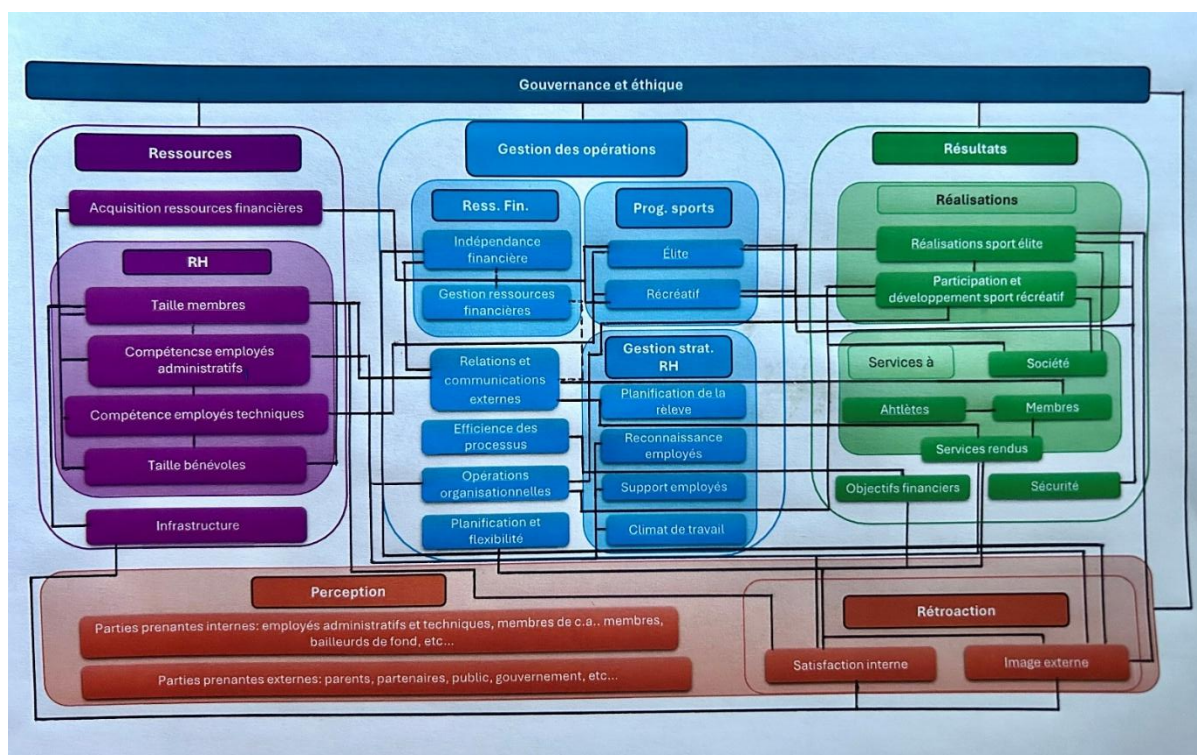 Gouvernance et éthique
Ressources
Acquisition ressources financières
RH
Taille membres
Compétencse employés
administratifs
Compétence employés techniques
Taille bénévoles
Infrastructure
Gestion des opérations
Ress. Fin.
Indépendance
financière
Gestion ressources
financières
Relations et
communications
externes
Efficience des
processus
Opérations
organisationnelles
Planification et
flexibilité
Prog. sports
Élite
Récréatif
Gestion strat.
RH
Planification de la
rèleve
Reconnaissance
employés
Support employés
Climat de travail
Résultats
Réalisations
Réalisations sport élite
Participation et
développement sport récréatif
Services à
Société
Ahtlètes
Membres
Services rendus
Objectifs financiers
Sécurité
Perception
Parties prenantes internes: employés administratifs et techniques, membres de c.a.. membres,
bailleurds de fond, etc...
Parties prenantes externes: parents, partenaires, public, gouvernement, etc...
Rétroaction
Satisfaction interne
Image externe